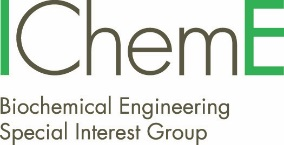 IChemE
Biochemical Engineering
Special Interest Group